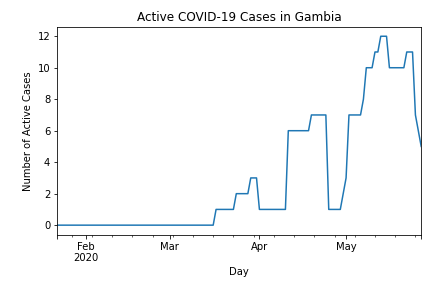 Active COVID-19 Cases in Gambia
Number of Active Cases
12
10
8
6
4
2
0
Feb
2020
Mar
Apr
May
Day